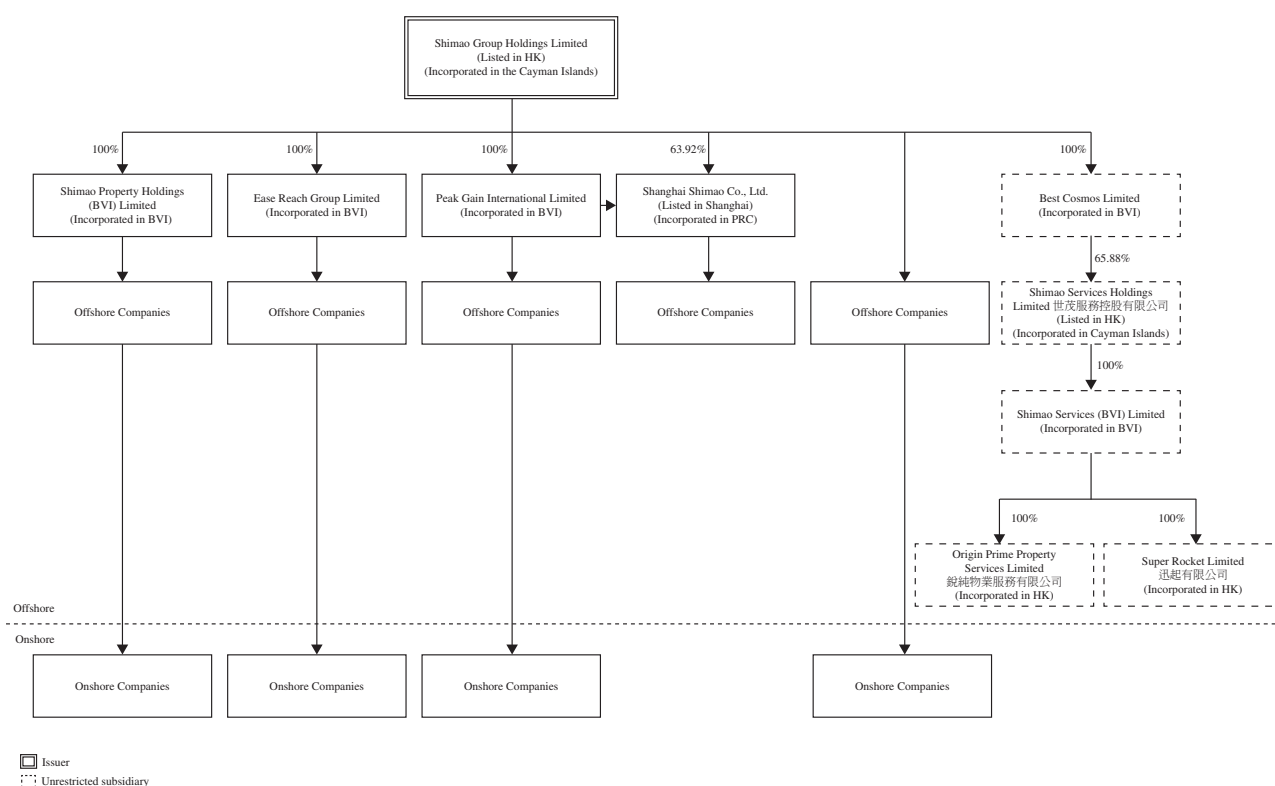 Shimao Group Holdings Limited
(Listed in HK)
(Incorporated in the Cayman Islands)
100%
100%
100%
63.92%
100%
Shimao Property Holdings
(BVI) Limited
(Incorporated in BVI)
Ease Reach Group Limited
(Incorporated in BVI)
Peak Gain International Limited
(Incorporated in BVI)
Shanghai Shimao Co., Ltd.
(Listed in Shanghai)
(Incorporated in PRC)
Best Cosmos Limited
(Incorporated in BVI)
65.88%
Offshore Companies
Offshore Companies
Offshore Companies
Offshore Companies
Offshore Companies
Shimao Services Holdings
Limited 世茂服務控股有限公司
(Listed in HK)
(Incorporated in Cayman Islands)
100%
Shimao Services (BVI) Limited
(Incorporated in BVI)
100%
100%
Origin Prime Property
Services Limited
銳純物業服務有限公司
(Incorporated in HK)
Super Rocket Limited
迅起有限公司
(Incorporated in HK)
Offshore
Onshore
Onshore Companies
Onshore Companies
Onshore Companies
Onshore Companies
Issuer
Unrestricted subsidiary